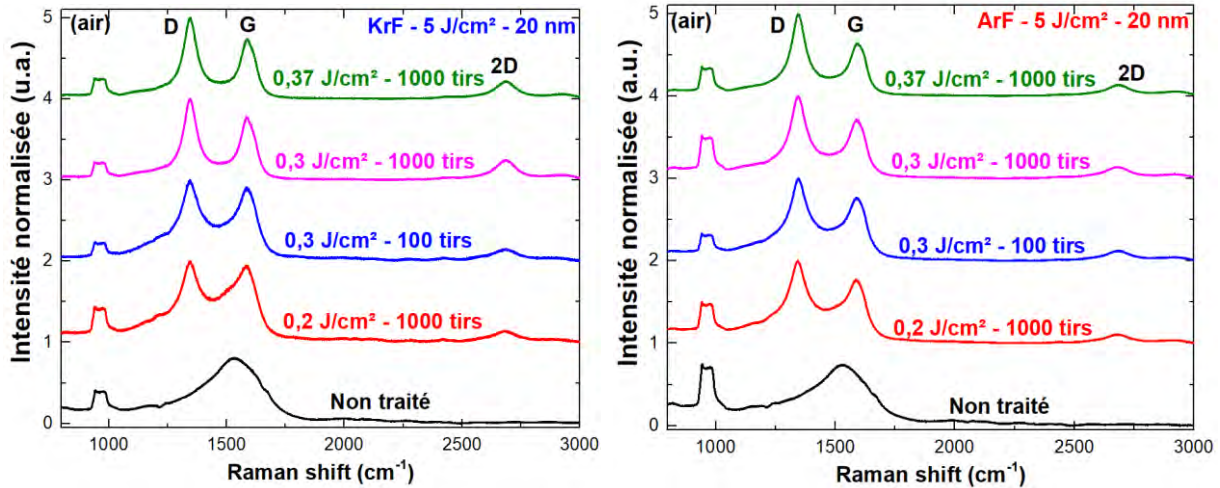 (air)
D
G
KrF - 5 J/cm² - 20 nm
2D
0,37 J/cm² - 1000 tirs
0,3 J/cm² - 1000 tirs
0,3 J/cm² - 100 tirs
0,2 J/cm² - 1000 tirs
Non traité
Intensité normalisée (u.a.)
5
4
3
2
1
0
1000 1500 2000 2500 3000
Raman shift (cm⁻¹)
(air)
D
G
ArF - 5 J/cm² - 20 nm
2D
0,37 J/cm² - 1000 tirs
0,3 J/cm² - 1000 tirs
0,3 J/cm² - 100 tirs
0,2 J/cm² - 1000 tirs
Non traité
Intensité normalisée (a.u.)
5
4
3
2
1
0
1000 1500 2000 2500 3000
Raman shift (cm⁻¹)